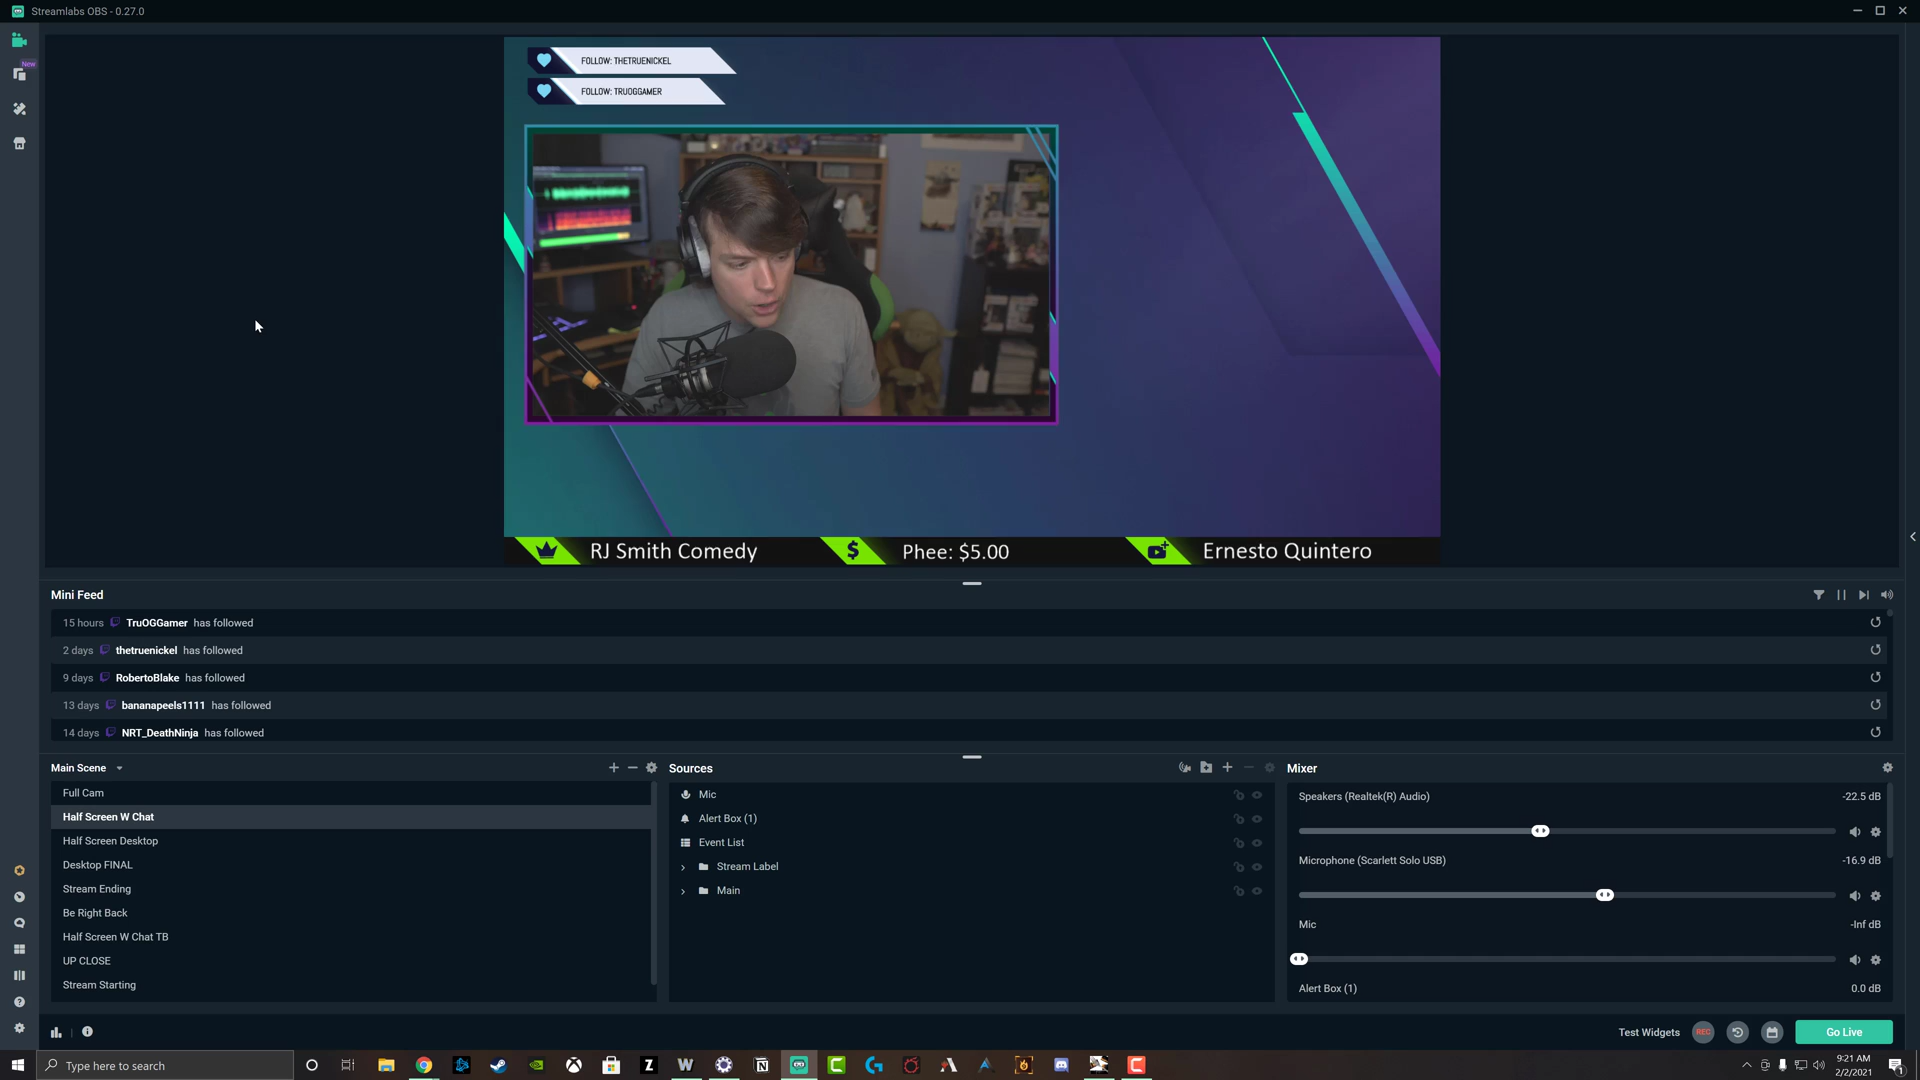 Streamlabs OBS - 0.27.0
New
FOLLOW: THETRUENICKEL
FOLLOW: TRUOGGAMER
RJ Smith Comedy
$
Phee: $5.00
Ernesto Quintero
Mini Feed
15 hours TruOGGamer has followed
2 days thetruenickel has followed
9 days RobertoBlake has followed
13 days bananapeels1111 has followed
14 days NRT_DeathNinja has followed
Main Scene
Full Cam
Half Screen W Chat
Half Screen Desktop
Desktop FINAL
Stream Ending
Be Right Back
Half Screen W Chat TB
UP CLOSE
Stream Starting
Sources
Mic
Alert Box (1)
Event List
Stream Label
Main
Mixer
Speakers (Realtek(R) Audio) -22.5 dB
Microphone (Scarlett Solo USB) -16.9 dB
Mic -Inf dB
Alert Box (1) 0.0 dB
Test Widgets REC Go Live
Type here to search
9:21 AM
2/2/2021